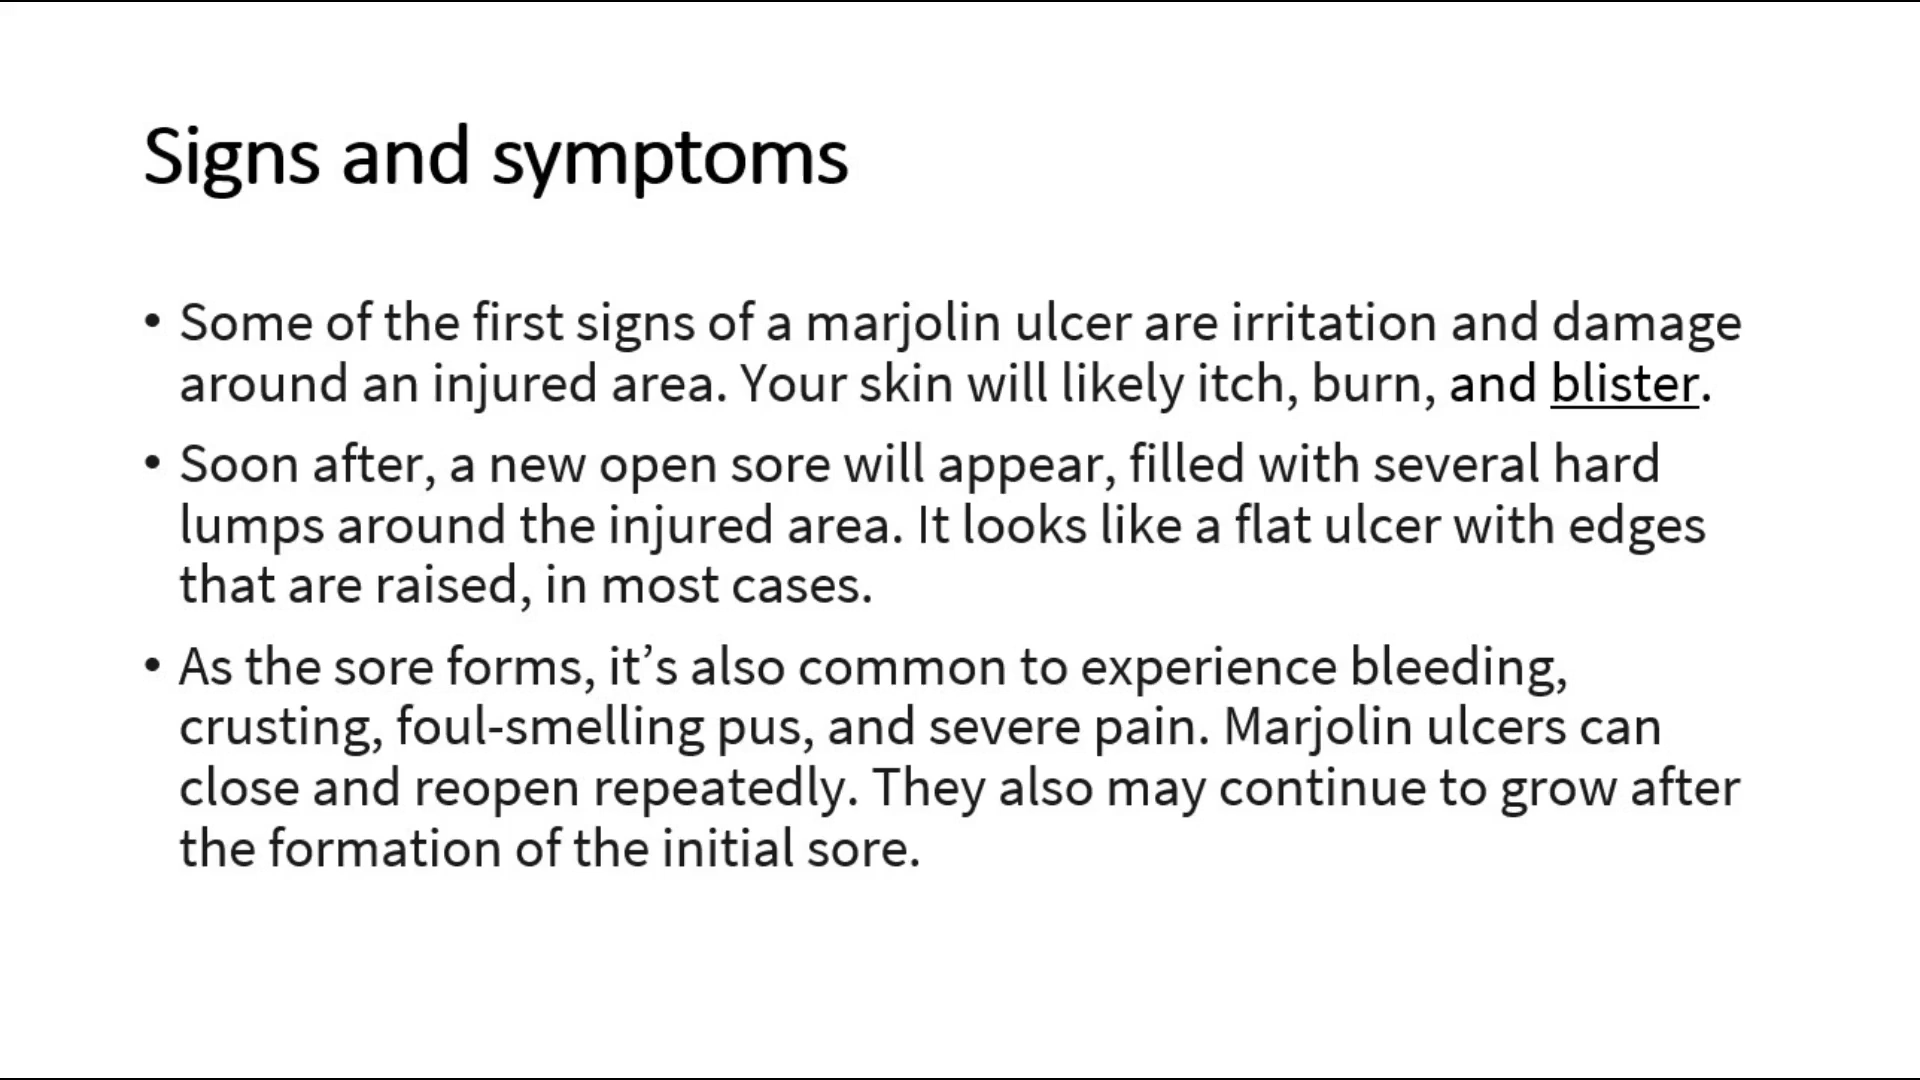 Signs and symptoms
• Some of the first signs of a marjolin ulcer are irritation and damage
around an injured area. Your skin will likely itch, burn, and blister.
• Soon after, a new open sore will appear, filled with several hard
lumps around the injured area. It looks like a flat ulcer with edges
that are raised, in most cases.
• As the sore forms, it’s also common to experience bleeding,
crusting, foul-smelling pus, and severe pain. Marjolin ulcers can
close and reopen repeatedly. They also may continue to grow after
the formation of the initial sore.